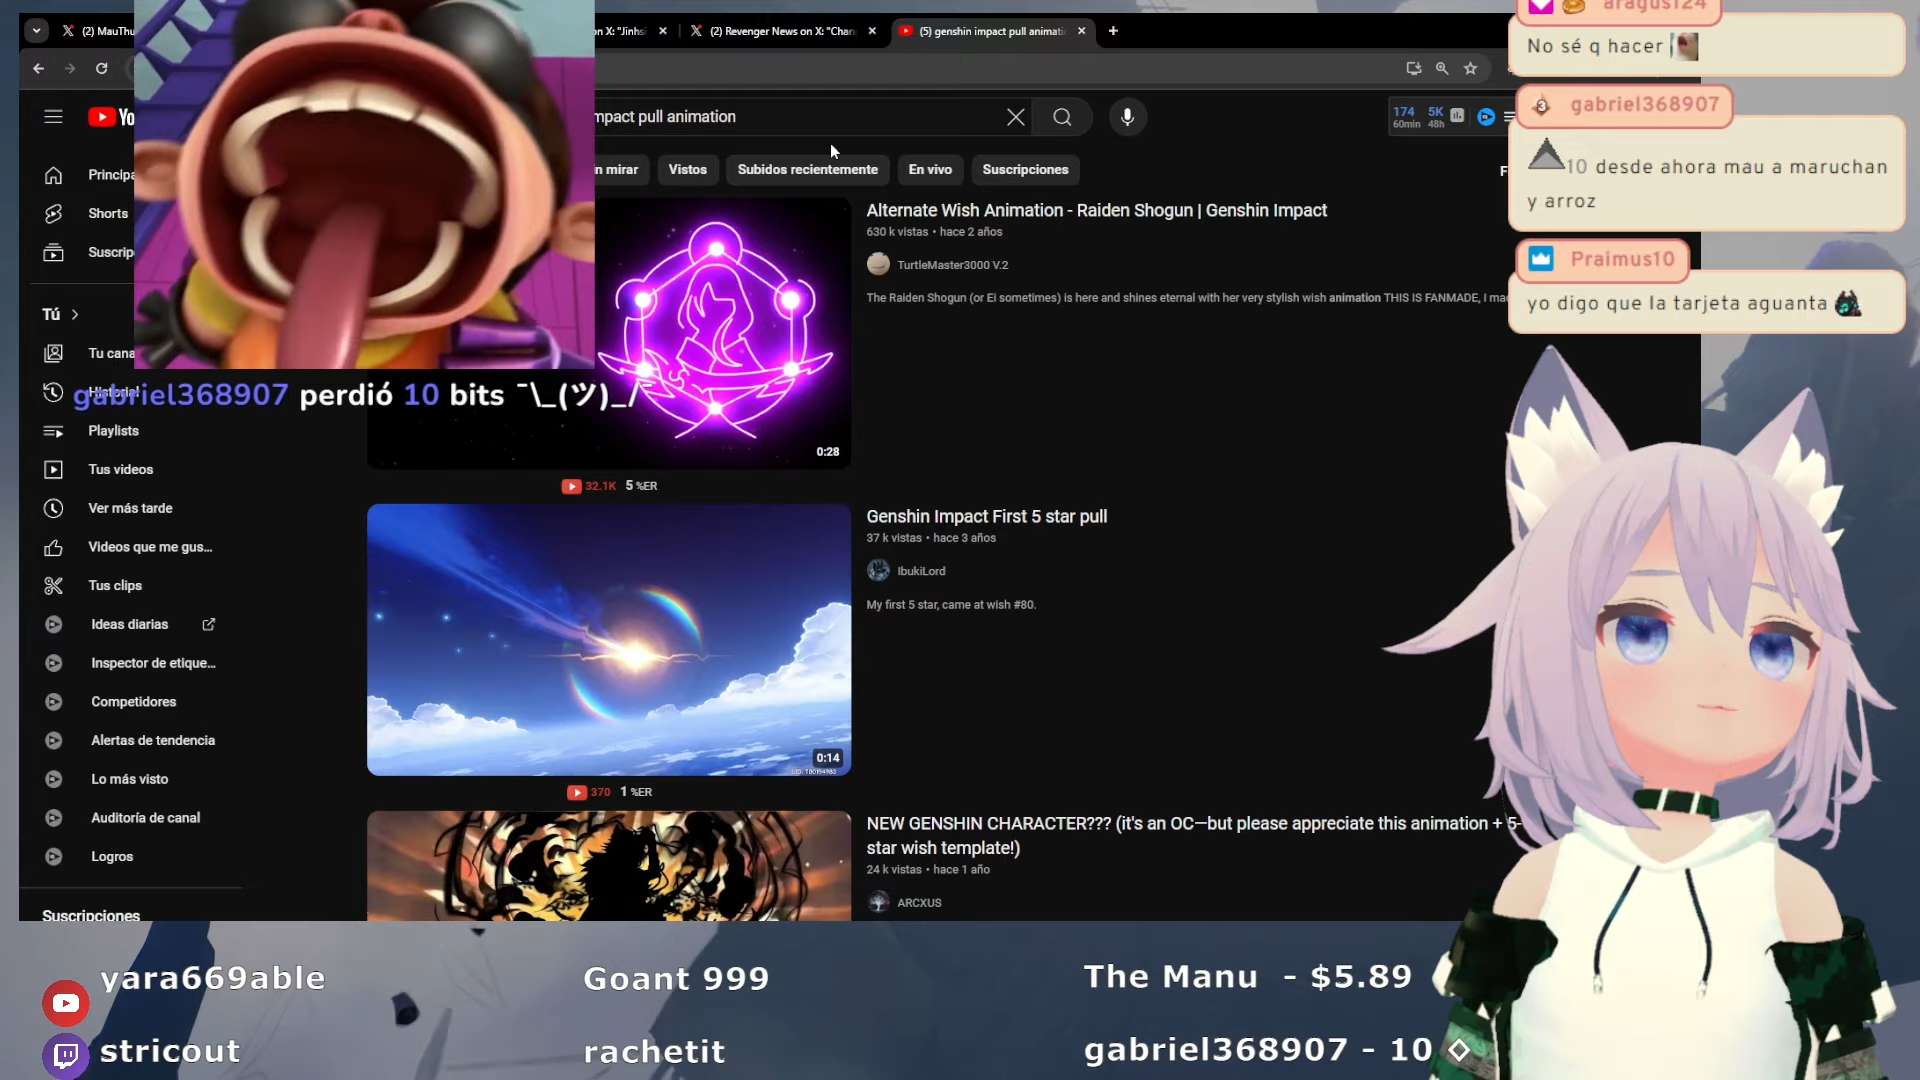 (2) MauThu
on X: "Jinhsi
(2) Revenger News on X: "Chan
(5) genshin impact pull animati
Yo
mpact pull animation
174
60min
5K
48h
n mirar
Vistos
Subidos recientemente
En vivo
Suscripciones
F
Principa
Shorts
Suscrip
Tú
Tu cana
Historial
Playlists
Tus videos
Ver más tarde
Videos que me gus...
Tus clips
Ideas diarias
Inspector de etique...
Competidores
Alertas de tendencia
Lo más visto
Auditoría de canal
Logros
Suscripciones
gabriel368907 perdió 10 bits ¯\_(ツ)_/¯
0:28
32.1K 5 %ER
Alternate Wish Animation - Raiden Shogun | Genshin Impact
630 k vistas • hace 2 años
TurtleMaster3000 V.2
The Raiden Shogun (or Ei sometimes) is here and shines eternal with her very stylish wish animation THIS IS FANMADE, I ma
0:14
370 1 %ER
Genshin Impact First 5 star pull
37 k vistas • hace 3 años
IbukiLord
My first 5 star, came at wish #80.
NEW GENSHIN CHARACTER??? (it's an OC—but please appreciate this animation + 5-
star wish template!)
24 k vistas • hace 1 año
ARCXUS
aragus124
No sé q hacer
3 gabriel368907
10 desde ahora mau a maruchan
y arroz
Praimus10
yo digo que la tarjeta aguanta
yara669able
Goant 999
The Manu - $5.89
stricout
rachetit
gabriel368907 - 10